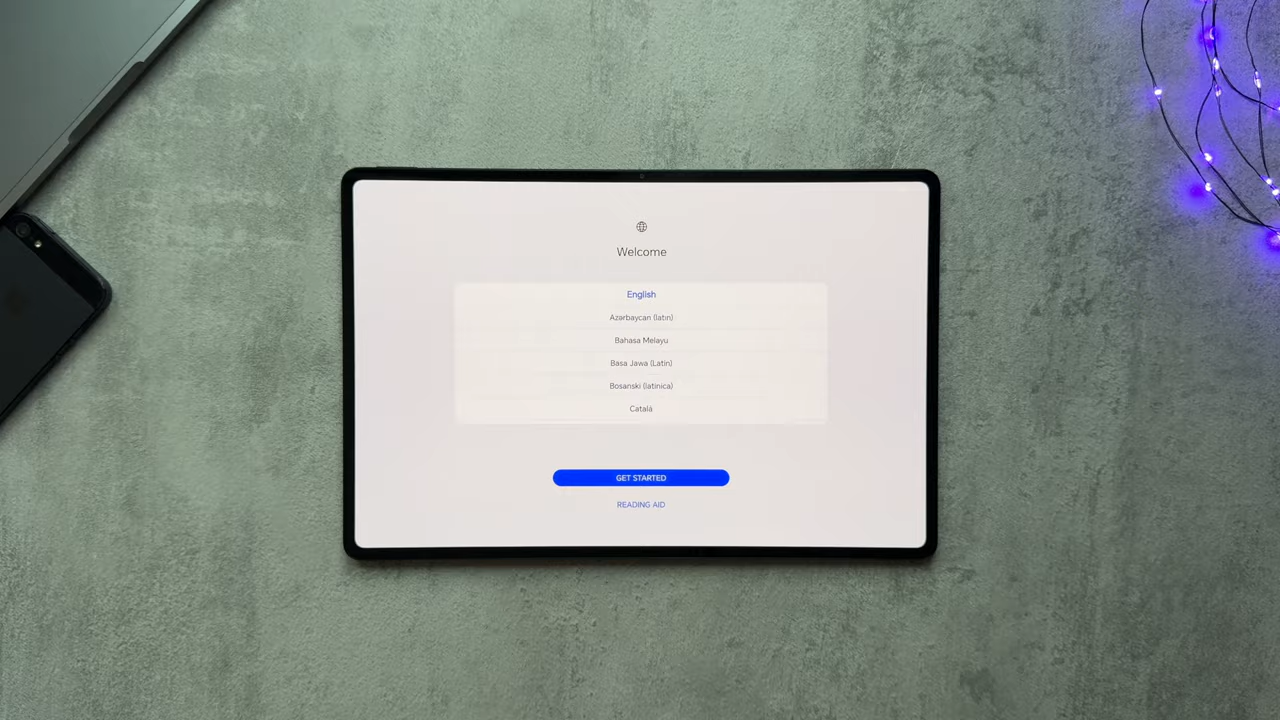 Welcome
English
Azərbaycan (latın)
Bahasa Melayu
Basa Jawa (Latin)
Bosanski (latinica)
Català
GET STARTED
READING AID